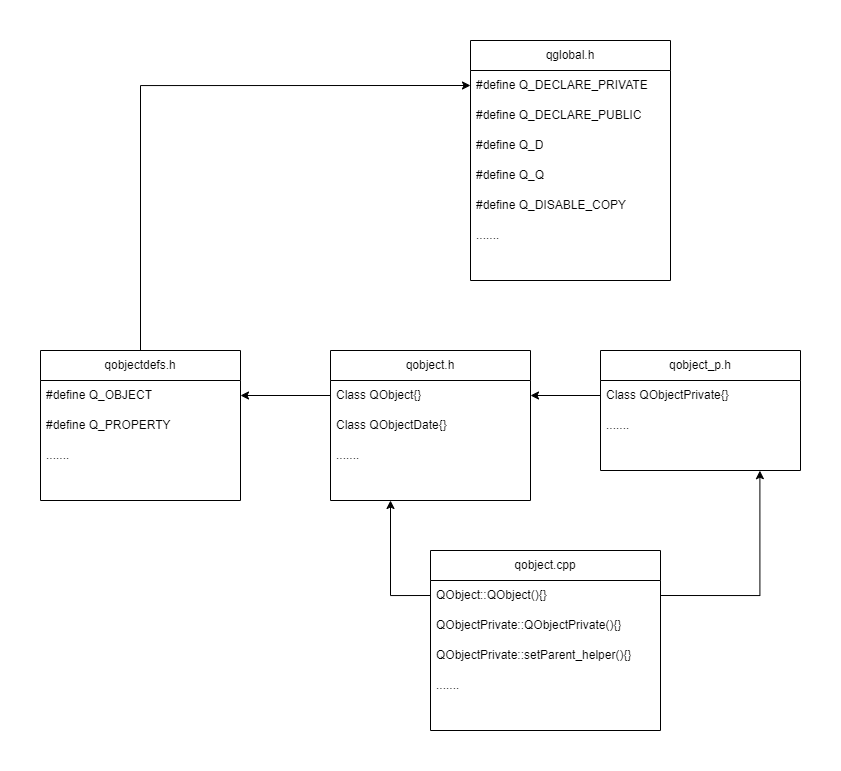 qglobal.h
#define Q_DECLARE_PRIVATE
#define Q_DECLARE_PUBLIC
#define Q_D
#define Q_Q
#define Q_DISABLE_COPY
.......
qobjectdefs.h
#define Q_OBJECT
#define Q_PROPERTY
.......
qobject.h
Class QObject{}
Class QObjectDate{}
.......
qobject_p.h
Class QObjectPrivate{}
.......
qobject.cpp
QObject::QObject(){}
QObjectPrivate::QObjectPrivate(){}
QObjectPrivate::setParent_helper(){}
.......